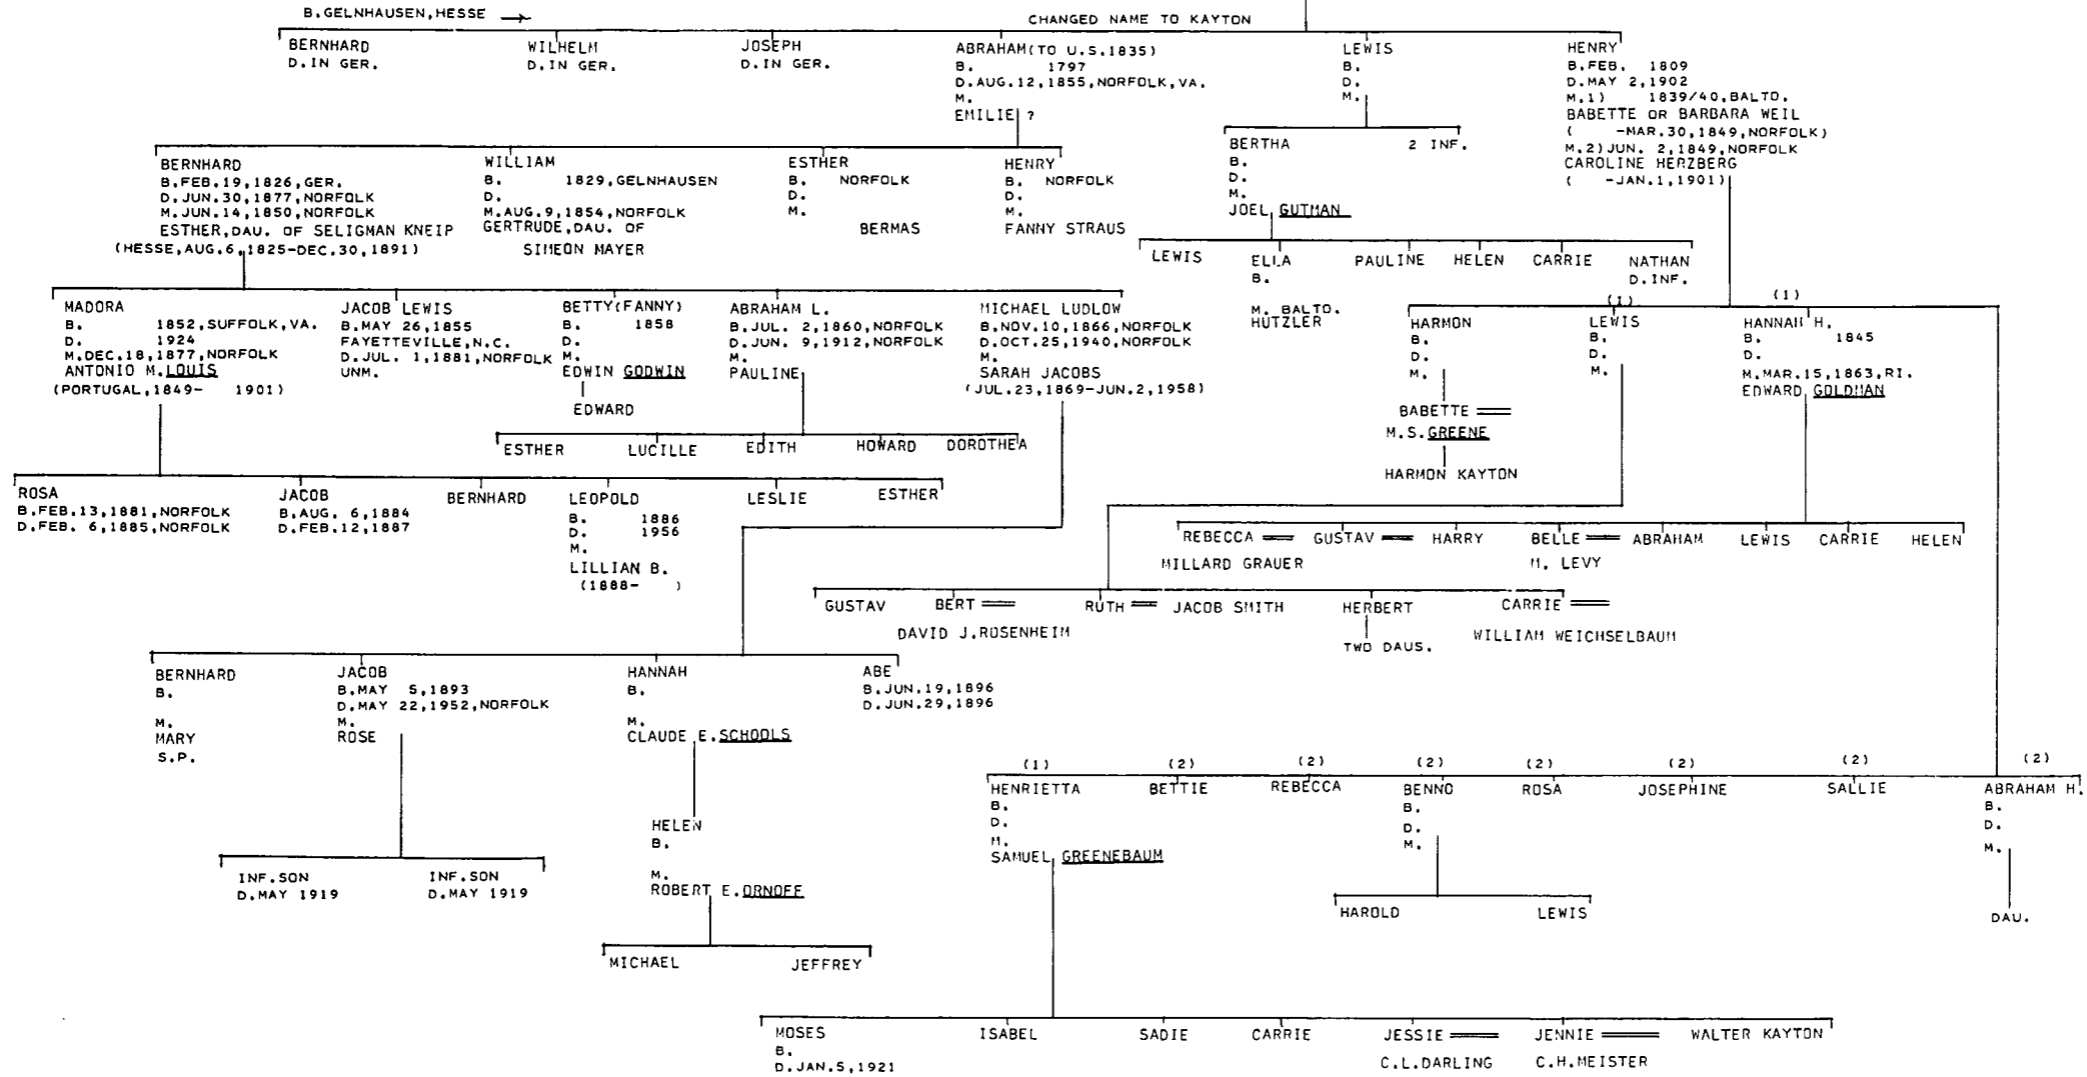 B.GELNHAUSEN,HESSE
CHANGED NAME TO KAYTON
BERNHARD
D.IN GER.
WILHELM
D.IN GER.
JOSEPH
D.IN GER.
ABRAHAM(TO U.S.1835)
B. 1797
D.AUG.12,1855,NORFOLK,VA.
M.
EMILIE ?
LEWIS
B.
D.
M.
HENRY
B.FEB. 1809
D.MAY 2,1902
M.1) 1839/40,BALTO.
BABETTE OR BARBARA WEIL
( -MAR.30,1849,NORFOLK)
M.2)JUN. 2,1849,NORFOLK
CAROLINE HERZBERG
( -JAN.1,1901)
BERNHARD
B.FEB.19,1826,GER.
D.JUN.30,1877,NORFOLK
M.JUN.14,1850,NORFOLK
ESTHER,DAU. OF SELIGMAN KNEIP
(HESSE,AUG.6,1825-DEC.30,1891)
WILLIAM
B. 1829,GELNHAUSEN
D.
M.AUG.9,1854,NORFOLK
GERTRUDE,DAU. OF
SIMEON MAYER
ESTHER
B. NORFOLK
D.
M.
BERMAS
HENRY
B. NORFOLK
D.
M.
FANNY STRAUS
BERTHA
B.
D.
M.
JOEL GUTMAN
2 INF.
LEWIS
ELLA
B.
M. BALTO.
HUTZLER
PAULINE
HELEN
CARRIE
NATHAN
D.INF.
MADORA
B. 1852,SUFFOLK,VA.
D. 1924
M.DEC.18,1877,NORFOLK
ANTONIO M.LOUIS
(PORTUGAL,1849- 1901)
JACOB LEWIS
B.MAY 26,1855
FAYETTEVILLE,N.C.
D.JUL. 1,1881,NORFOLK
UNM.
BETTY(FANNY)
B. 1858
D.
M.
EDWIN GODWIN
EDWARD
ABRAHAM L.
B.JUL. 2,1860,NORFOLK
D.JUN. 9,1912,NORFOLK
M.
PAULINE
MICHAEL LUDLOW
B.NOV.10,1866,NORFOLK
D.OCT.25,1940,NORFOLK
M.
SARAH JACOBS
(JUL.23,1869-JUN.2,1958)
HARMON
B.
D.
M.
BABETTE
M.S.GREENE
HARMON KAYTON
(1)
LEWIS
B.
D.
M.
(1)
HANNAH H.
B. 1845
D.
M.MAR.15,1863,RI.
EDWARD GOLDMAN
ESTHER
LUCILLE
EDITH
HOWARD
DOROTHEA
ROSA
B.FEB.13,1881,NORFOLK
D.FEB. 6,1885,NORFOLK
JACOB
B.AUG. 6,1884
D.FEB.12,1887
BERNHARD
LEOPOLD
B. 1886
D. 1956
M.
LILLIAN B.
(1888- )
LESLIE
ESTHER
REBECCA
MILLARD GRAUER
GUSTAV
HARRY
BELLE
M. LEVY
ABRAHAM
LEWIS
CARRIE
HELEN
GUSTAV
BERT
DAVID J.ROSENHEIM
RUTH
JACOB SMITH
HERBERT
TWO DAUS.
CARRIE
WILLIAM WEICHSELBAUM
BERNHARD
B.
M.
MARY
S.P.
JACOB
B.MAY 5,1893
D.MAY 22,1952,NORFOLK
M.
ROSE
HANNAH
B.
M.
CLAUDE E.SCHOOLS
ABE
B.JUN.19,1896
D.JUN.29,1896
INF.SON
D.MAY 1919
INF.SON
D.MAY 1919
HELEN
B.
M.
ROBERT E.ORNOFF
MICHAEL
JEFFREY
(1)
HENRIETTA
B.
D.
M.
SAMUEL GREENEBAUM
(2)
BETTIE
(2)
REBECCA
(2)
BENNO
B.
D.
M.
(2)
ROSA
(2)
JOSEPHINE
(2)
SALLIE
(2)
ABRAHAM H.
B.
D.
M.
DAU.
HAROLD
LEWIS
MOSES
B.
D.JAN.5,1921
ISABEL
SADIE
CARRIE
JESSIE
C.L.DARLING
JENNIE
C.H.MEISTER
WALTER KAYTON